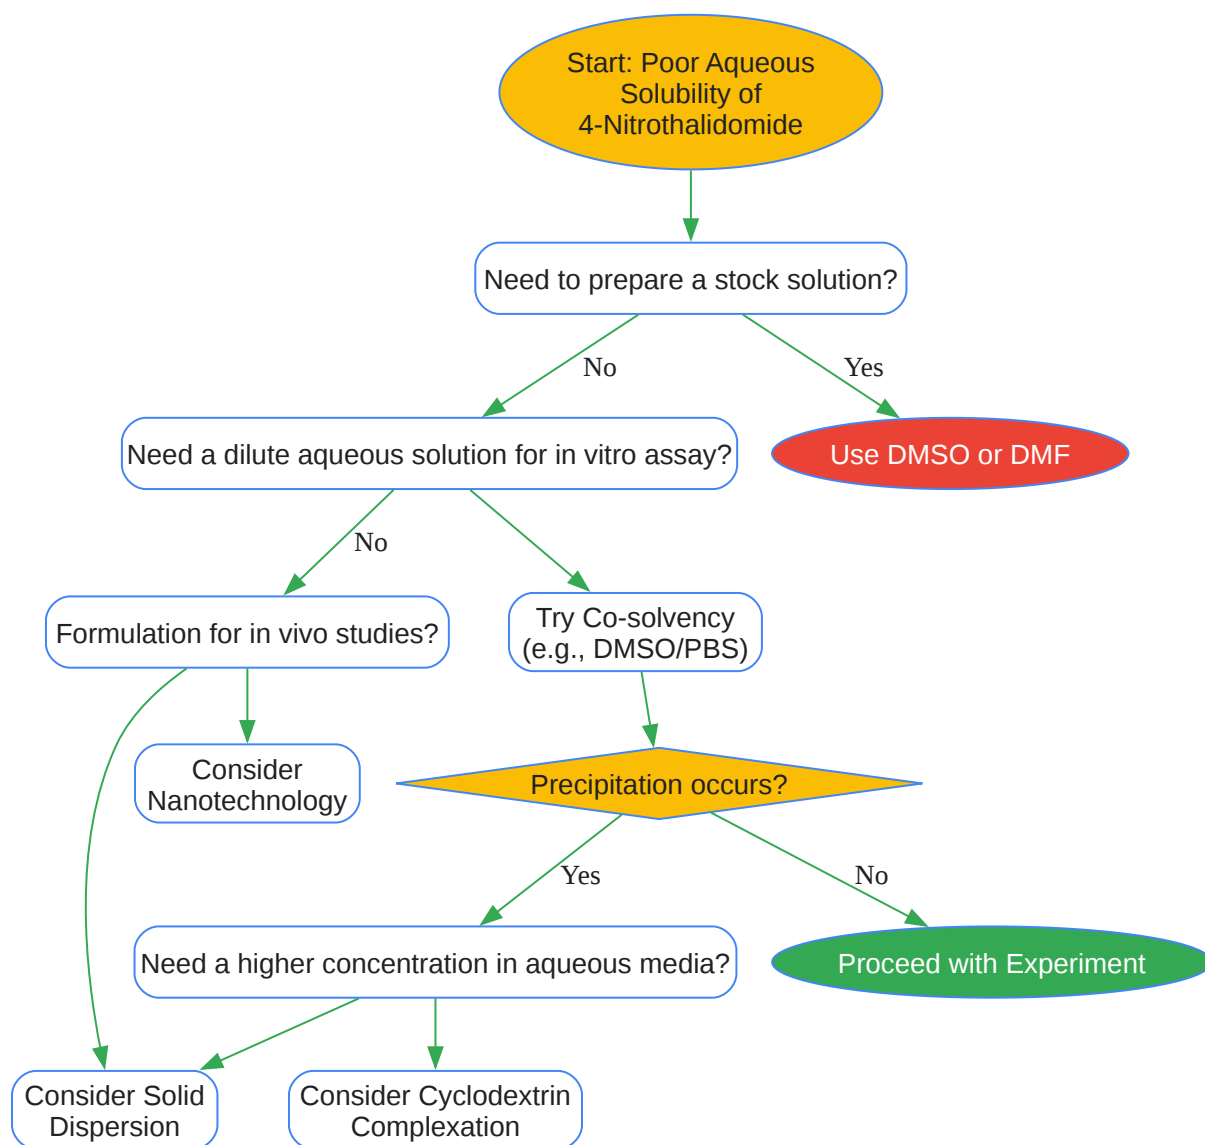 Start: Poor Aqueous
Solubility of
4-Nitrothalidomide
Need to prepare a stock solution?
No
Yes
Need a dilute aqueous solution for in vitro assay?
Use DMSO or DMF
No
Formulation for in vivo studies?
Try Co-solvency
(e.g., DMSO/PBS)
Consider
Nanotechnology
Precipitation occurs?
Yes
No
Need a higher concentration in aqueous media?
Proceed with Experiment
Consider Solid
Dispersion
Consider Cyclodextrin
Complexation